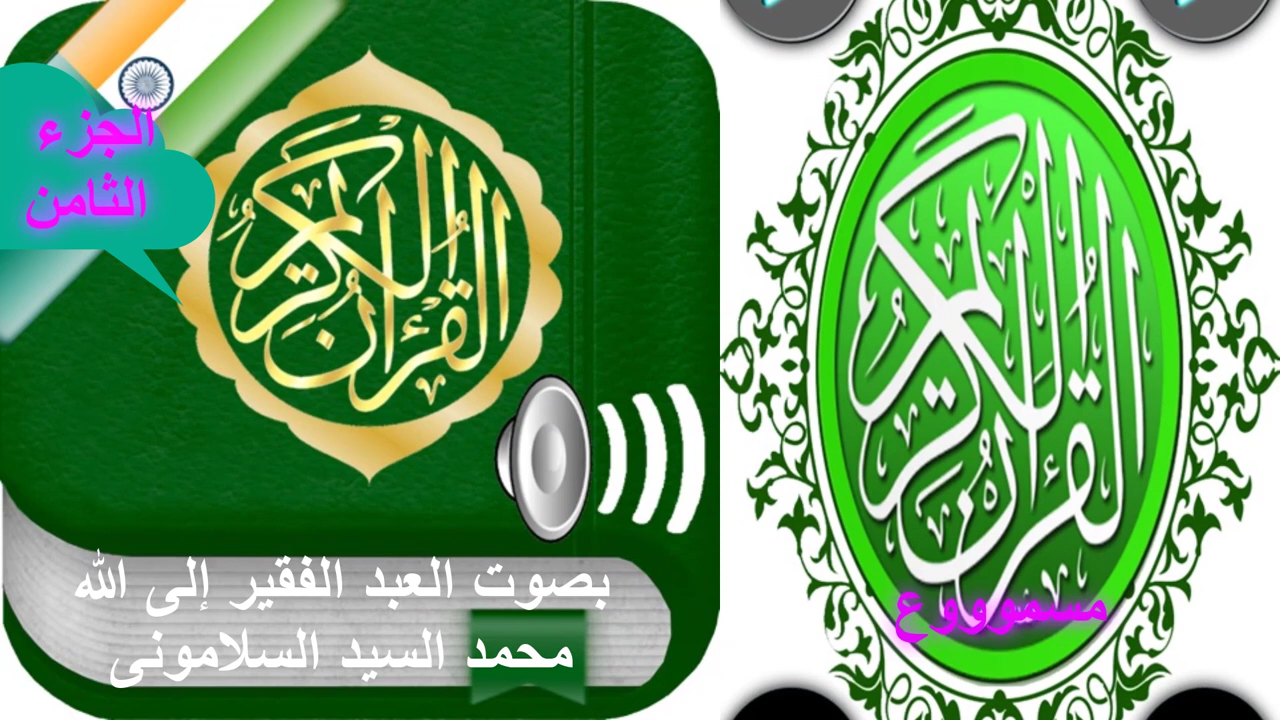 الجزء
الثامن
القرآن الكريم
بصوت العبد الفقير إلى الله
محمد السيد السلامونى
القرآن الكريم
مسموووع